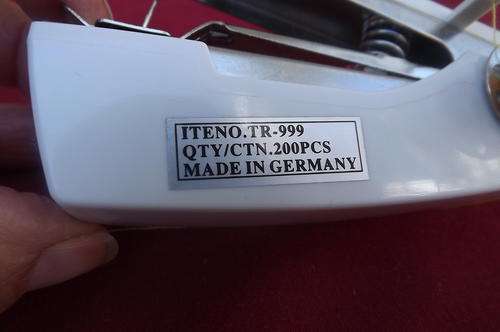 ITENO.TR-999
QTY/CTN.200PCS
MADE IN GERMANY